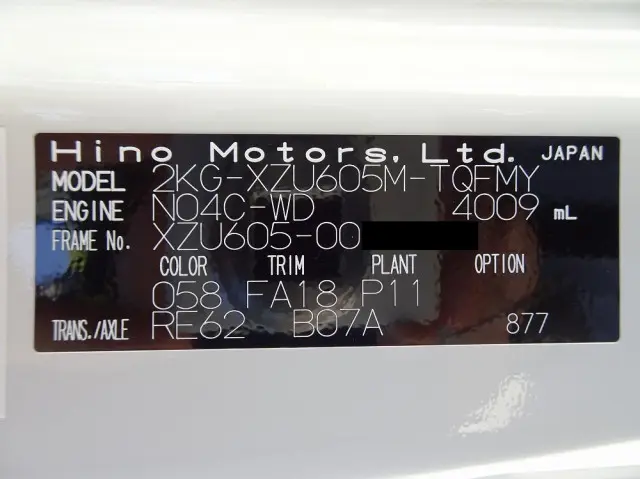 Hino Motors, Ltd. JAPAN
MODEL 2KG-XZU605M-TQFMY
ENGINE N04C-WD 4009 mL
FRAME No. XZU605-00
COLOR TRIM PLANT OPTION
058 FA18 P11
TRANS./AXLE RE62 B07A 877